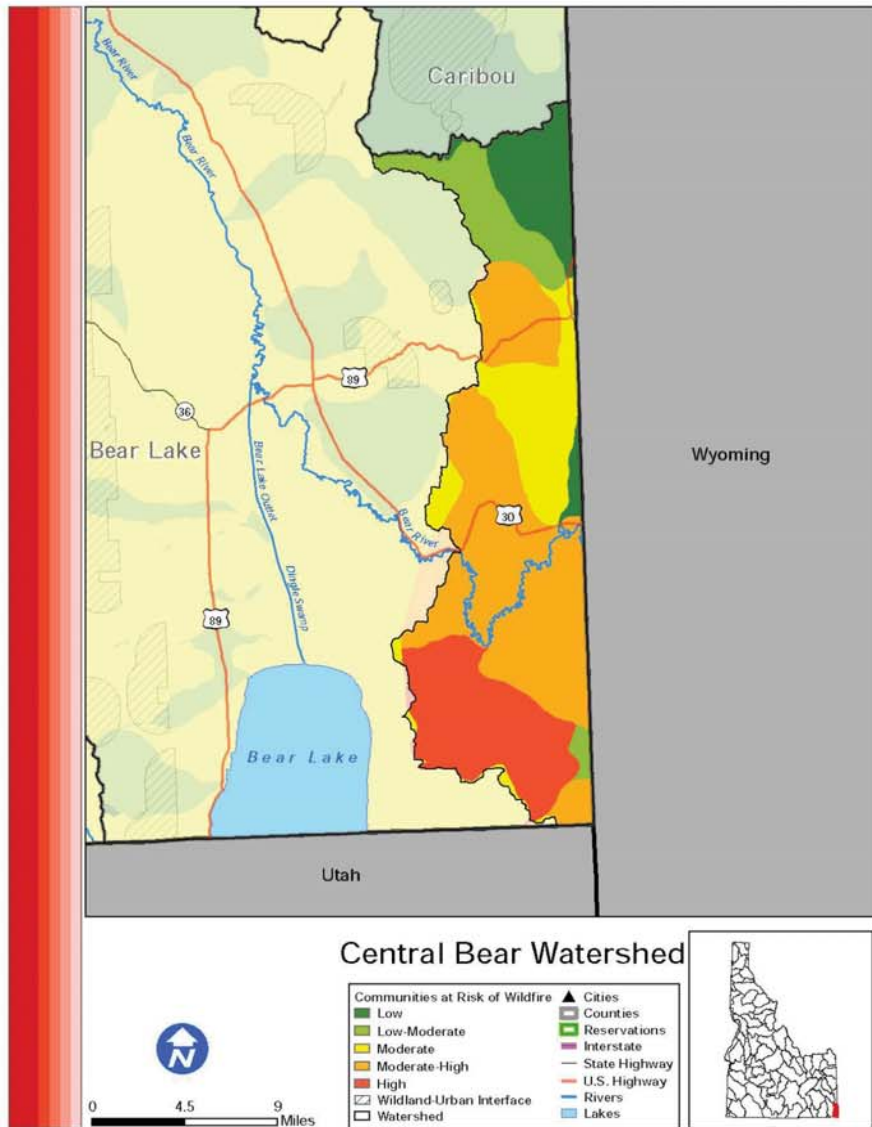 Caribou
Bear River
Bear River
89
36
Bear Lake
Wyoming
Bear Lake Outlet
Bear River
30
Dingle Swamp
89
Bear Lake
Utah
Central Bear Watershed
Communities at Risk of Wildfire
Low
Low-Moderate
Moderate
Moderate-High
High
Wildland-Urban Interface
Watershed
Cities
Counties
Reservations
Interstate
State Highway
U.S. Highway
Rivers
Lakes
N
0 4.5 9
Miles